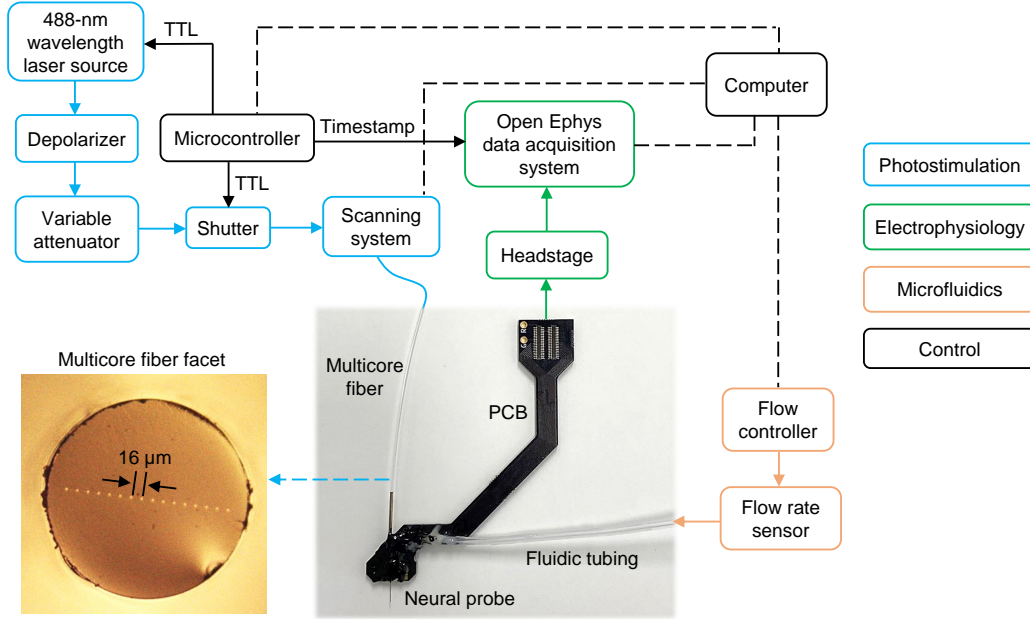 488-nm
wavelength
laser source
TTL
Computer
Depolarizer
Microcontroller
Timestamp
Open Ephys
data acquisition
system
TTL
Photostimulation
Variable
attenuator
Shutter
Scanning
system
Electrophysiology
Headstage
Microfluidics
R
G
Multicore fiber facet
Multicore
fiber
Control
PCB
Flow
controller
16 µm
Flow rate
sensor
Fluidic tubing
Neural probe